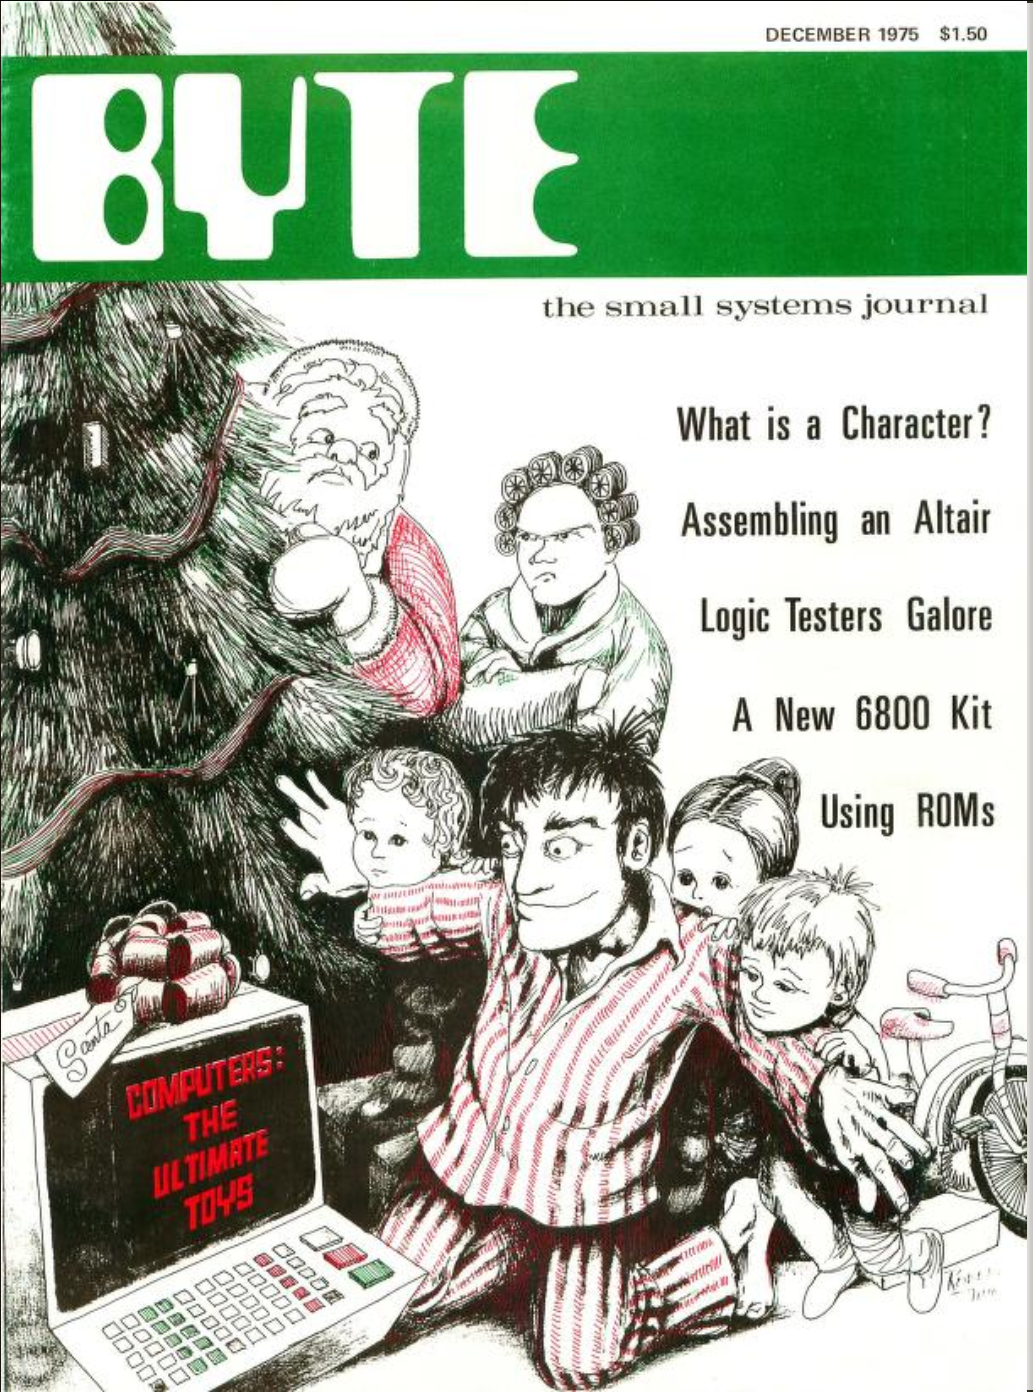 DECEMBER 1975 $1.50
BYTE
the small systems journal
What is a Character?
Assembling an Altair
Logic Testers Galore
A New 6800 Kit
Using ROMs
Santa
COMPUTERS:
THE
ULTIMATE
TOYS